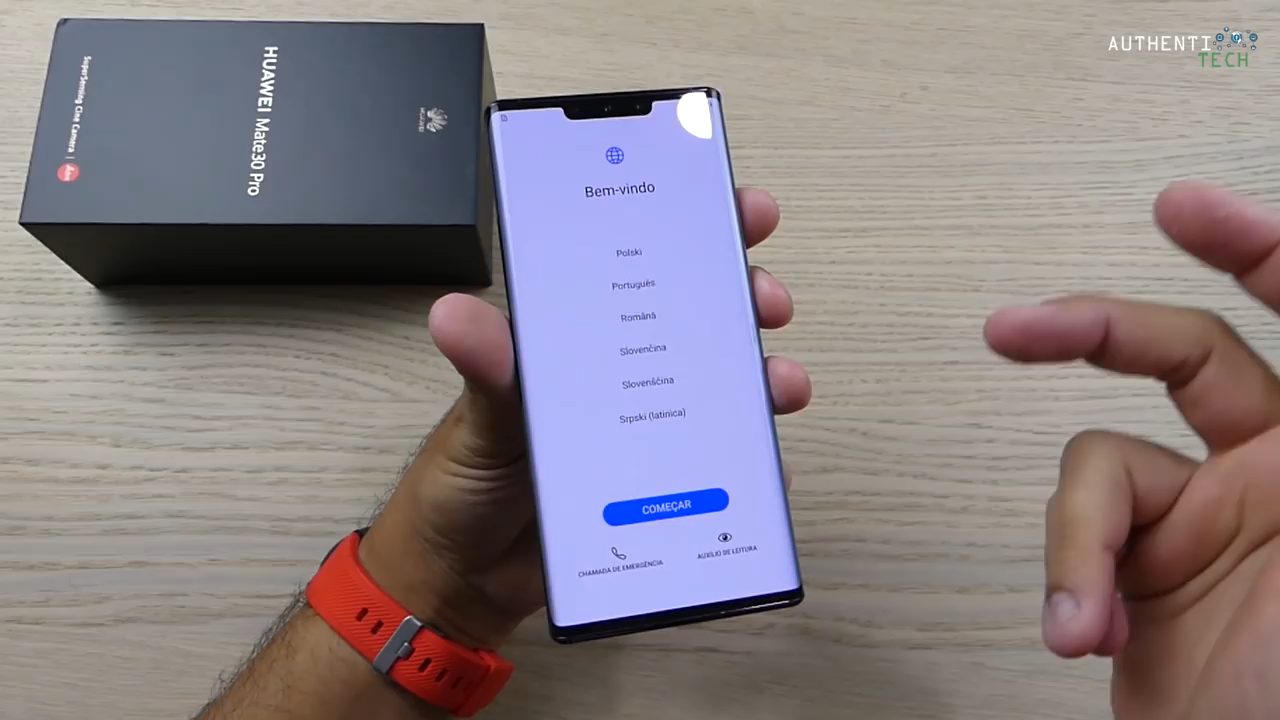 AUTHENTI
TECH
HUAWEI Mate30 Pro
SuperSensing Cine Camera |
HUAWEI
Bem-vindo
Polski
Português
Română
Slovenčina
Slovenščina
Srpski (latinica)
COMEÇAR
CHAMADA DE EMERGÊNCIA
AUXÍLIO DE LEITURA